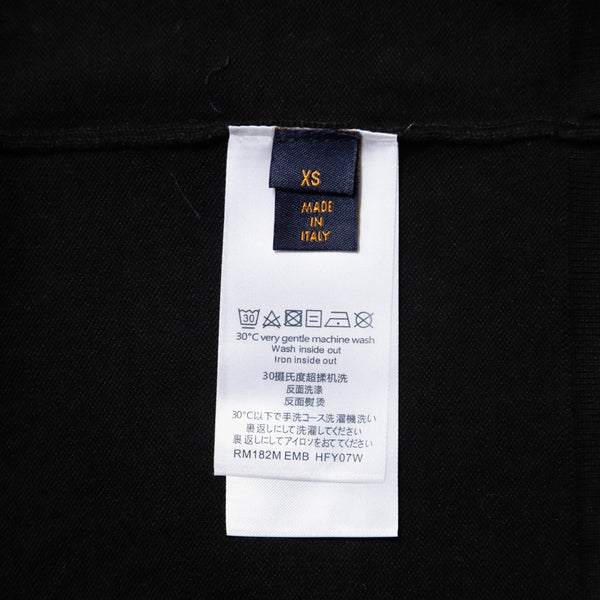 XS
MADE
IN
ITALY
30
30°C very gentle machine wash
Wash inside out
Iron inside out
30摄氏度超揉机洗
反面洗涤
反面熨烫
30°C以下で手洗コース洗濯機洗い
裏返しにして洗濯してください
裏返しにしてアイロンをおててください
RM182M EMB HFY07W